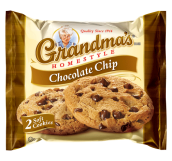 Quality Since 1914
Grandma's
HOMESTYLE
Chocolate Chip
2 Soft
Cookies